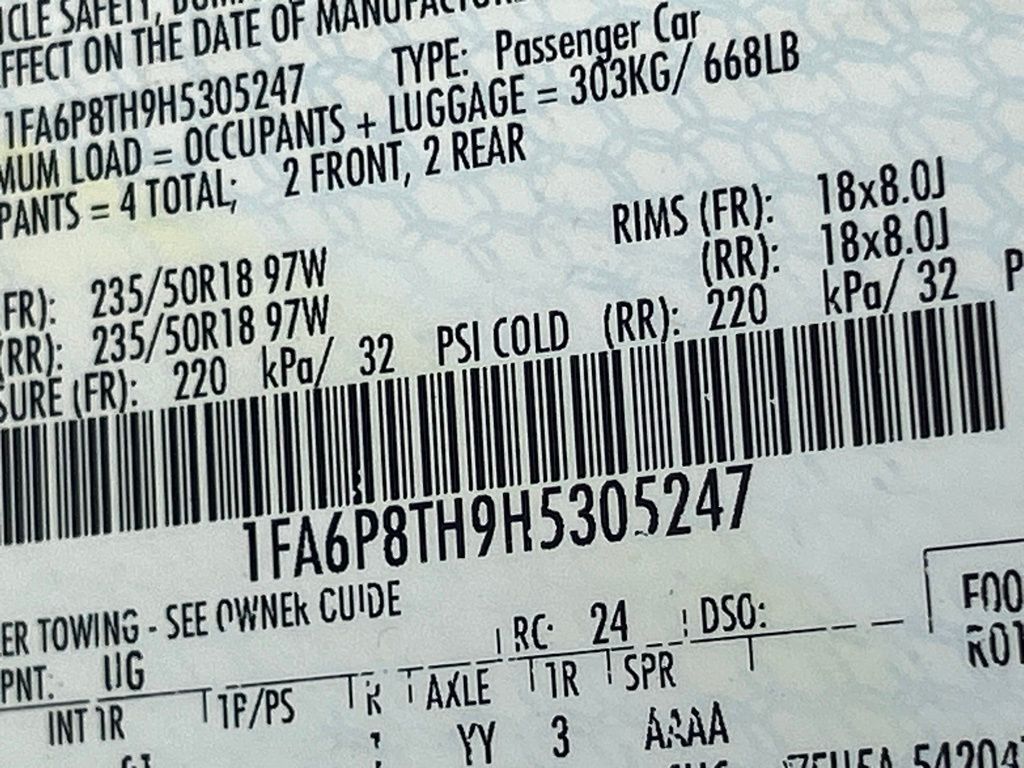 ICLE SAFETY,
EFFECT ON THE DATE OF MANUFACTURE
1FA6P8TH9H5305247 TYPE: Passenger Car
MUM LOAD = OCCUPANTS + LUGGAGE = 303KG/ 668LB
PANTS = 4 TOTAL; 2 FRONT, 2 REAR
RIMS (FR): 18x8.0J
(RR): 18x8.0J
FR): 235/50R18 97W
(RR): 235/50R18 97W
SURE (FR): 220 kPa/ 32 PSI COLD (RR): 220 kPa/ 32 P
1FA6P8TH9H5305247
ER TOWING - SEE OWNER GUIDE
RC: 24 DSO:
PNT: UG
INT TR TP/PS R AXLE TR SPR
YY 3 AAAA